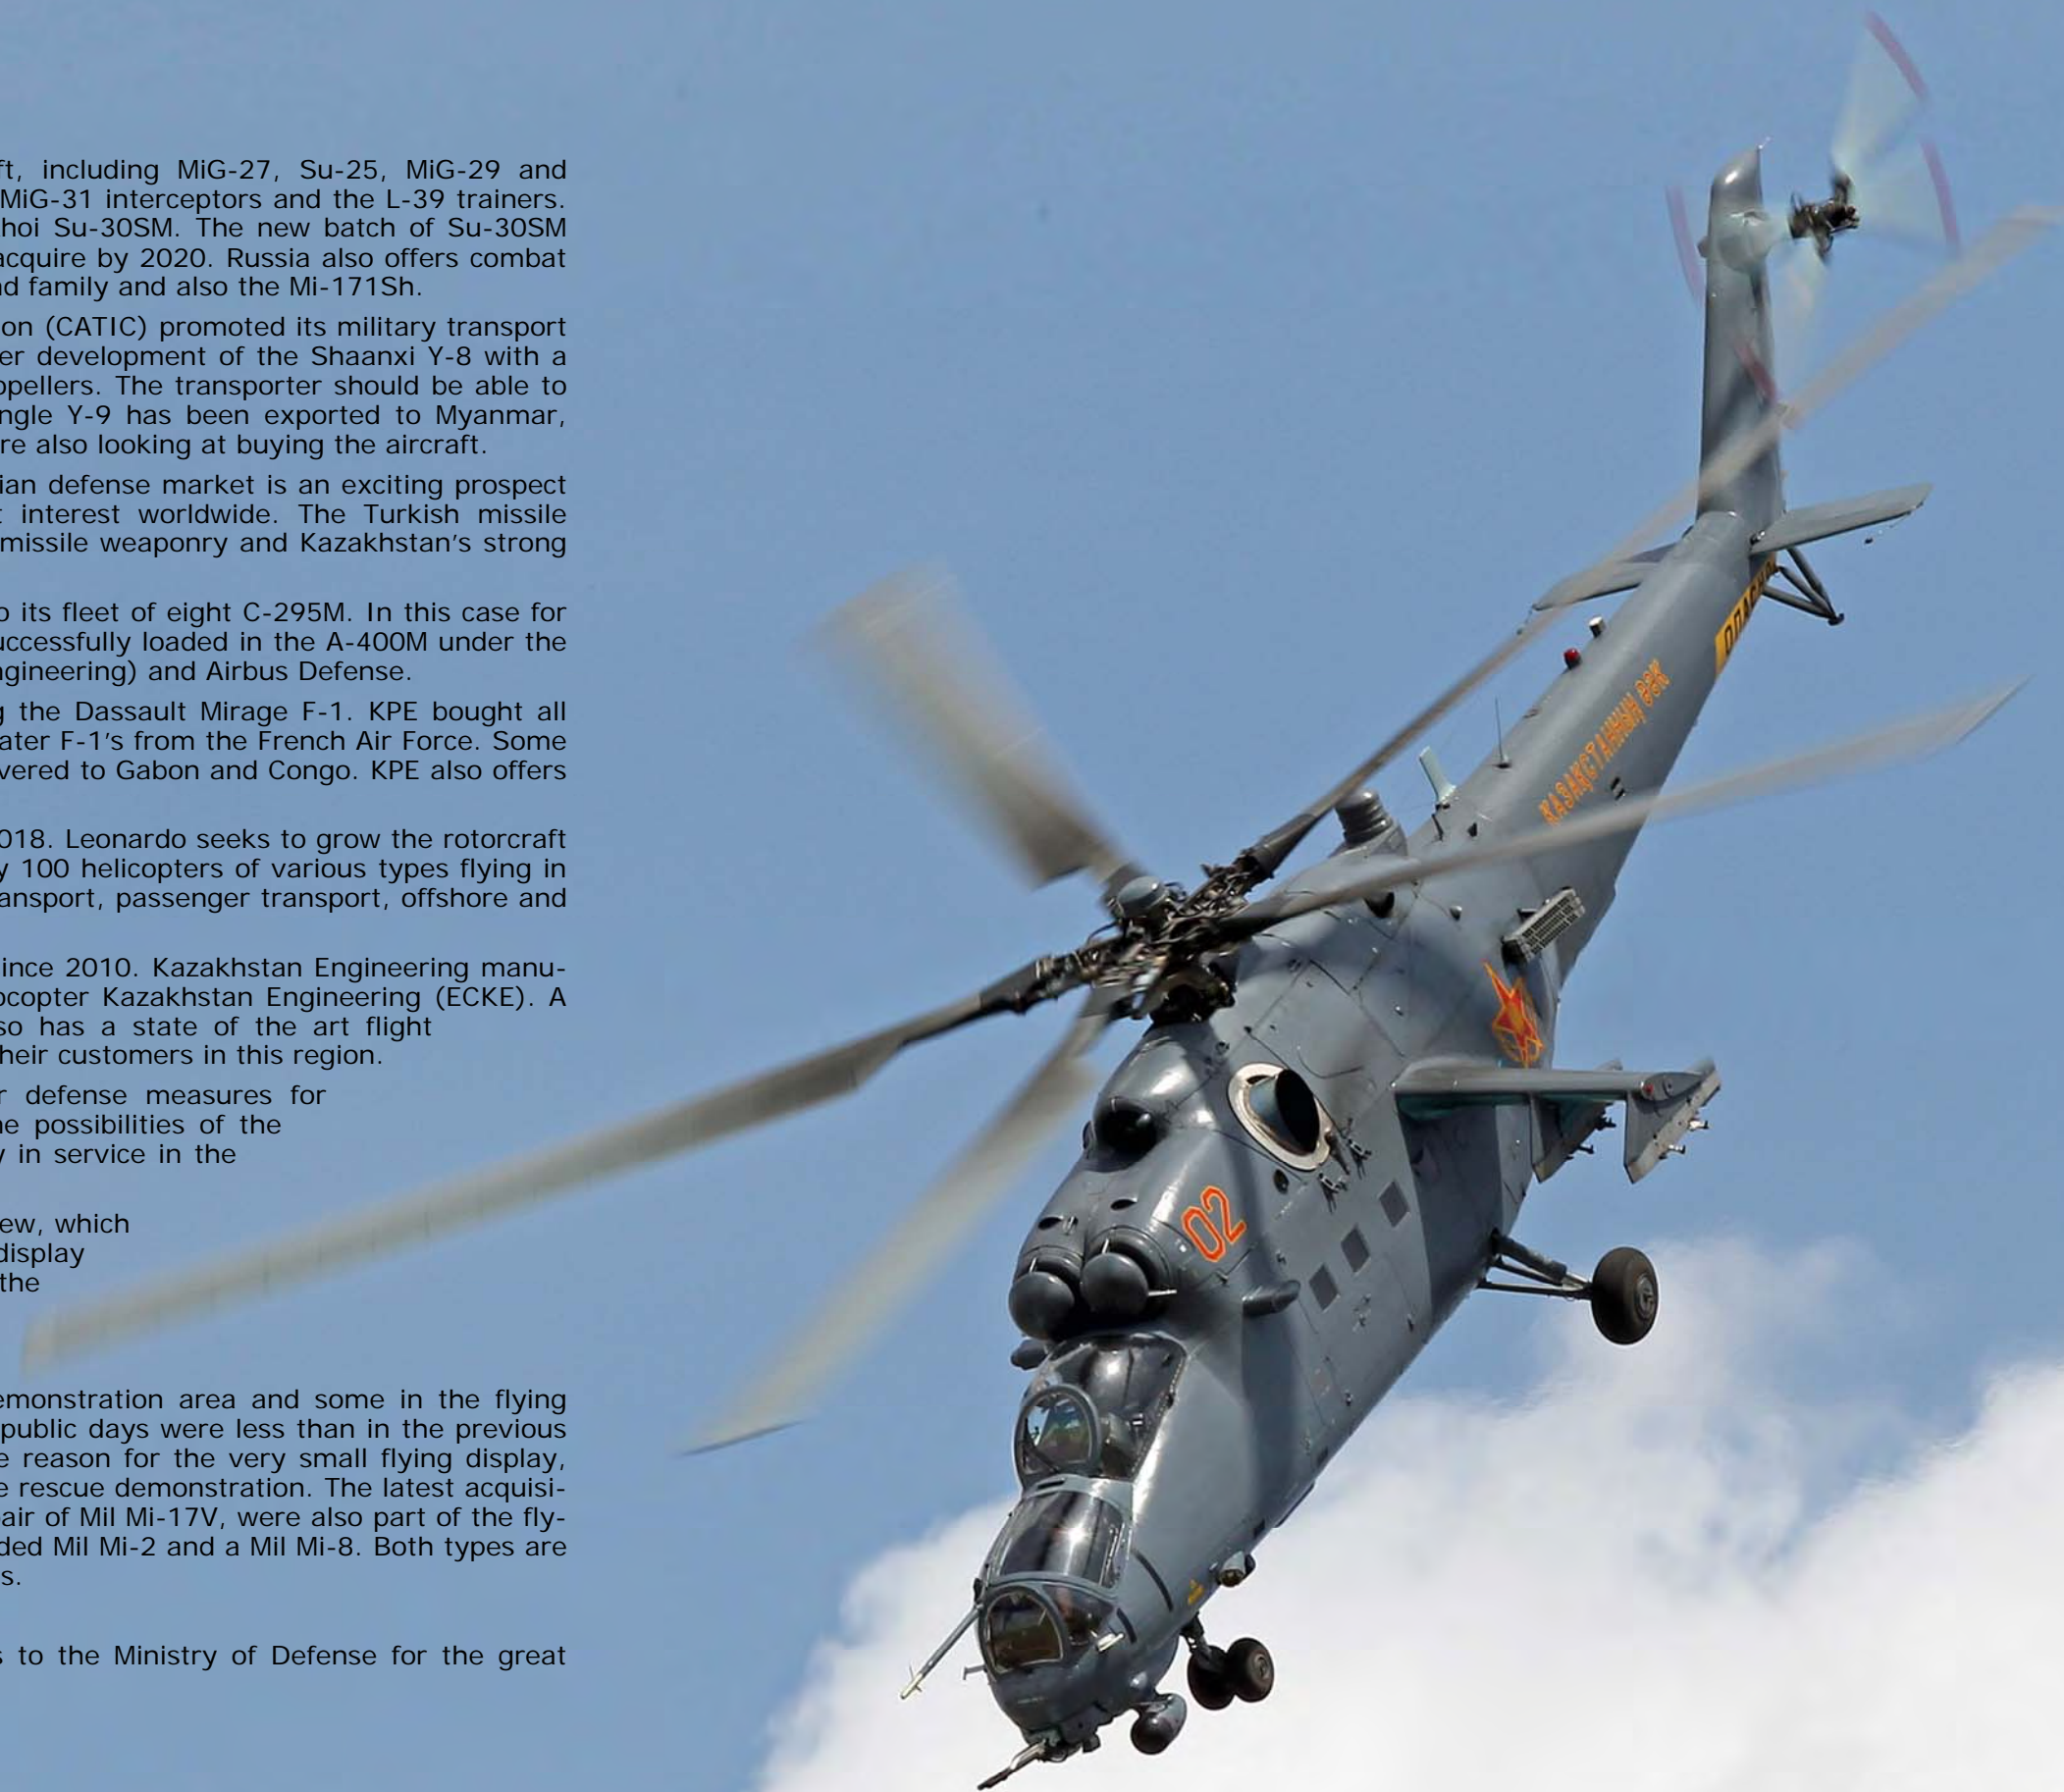 ft, including MiG-27, Su-25, MiG-29 and
MiG-31 interceptors and the L-39 trainers.
hoi Su-30SM. The new batch of Su-30SM
acquire by 2020. Russia also offers combat
d family and also the Mi-171Sh.
on (CATIC) promoted its military transport
er development of the Shaanxi Y-8 with a
opellers. The transporter should be able to
ngle Y-9 has been exported to Myanmar,
re also looking at buying the aircraft.
ian defense market is an exciting prospect
t interest worldwide. The Turkish missile
missile weaponry and Kazakhstan's strong
o its fleet of eight C-295M. In this case for
uccessfully loaded in the A-400M under the
gineering) and Airbus Defense.
g the Dassault Mirage F-1. KPE bought all
ater F-1's from the French Air Force. Some
vered to Gabon and Congo. KPE also offers
018. Leonardo seeks to grow the rotorcraft
y 100 helicopters of various types flying in
ansport, passenger transport, offshore and
ince 2010. Kazakhstan Engineering manu-
ocopter Kazakhstan Engineering (ECKE). A
so has a state of the art flight
heir customers in this region.
r defense measures for
ne possibilities of the
y in service in the
ew, which
display
the
emonstration area and some in the flying
public days were less than in the previous
e reason for the very small flying display,
e rescue demonstration. The latest acquisi-
air of Mil Mi-17V, were also part of the fly-
ded Mil Mi-2 and a Mil Mi-8. Both types are
s.
s to the Ministry of Defense for the great
ҚАЗАҚСТАННЫҢ ӘӘК
02